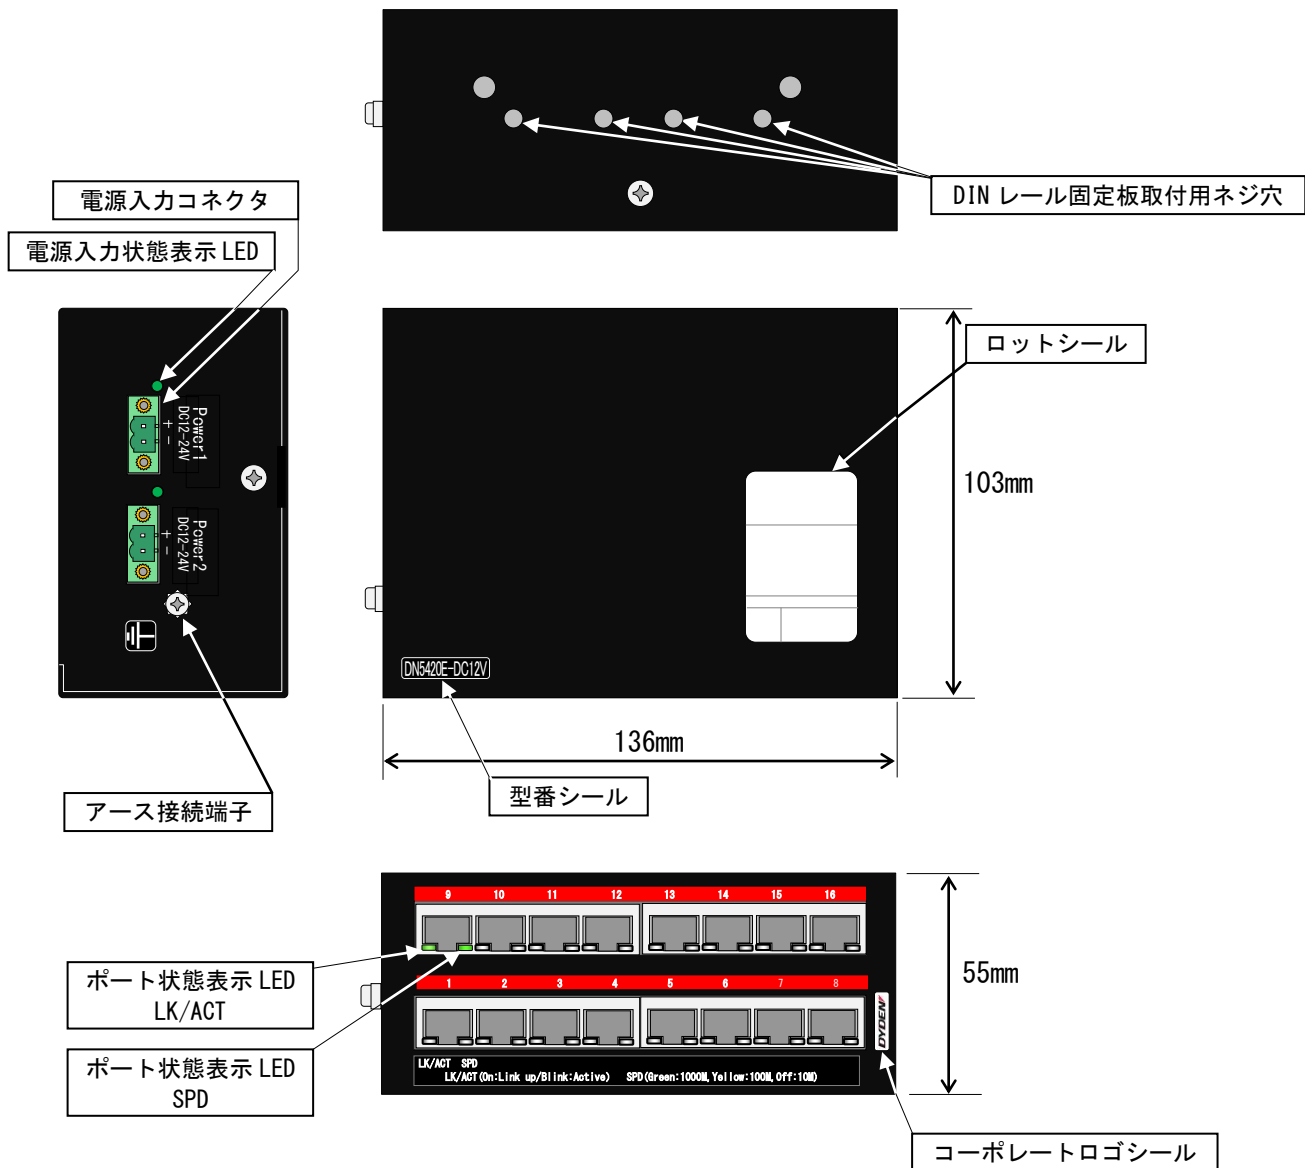 電源入力コネクタ
電源入力状態表示 LED
DIN レール固定板取付用ネジ穴
ロットシール
Power1
DC12-24V
+
-
Power2
DC12-24V
+
-
103mm
DN5420E-DC12V
136mm
アース接続端子
型番シール
9 10 11 12 13 14 15 16
ポート状態表示 LED
LK/ACT
1 2 3 4 5 6 7 8
55mm
DYDEN
ポート状態表示 LED
SPD
LK/ACT SPD
LK/ACT(On:Link up/Blink:Active) SPD(Green:1000M,Yellow:100M,Off:10M)
コーポレートロゴシール